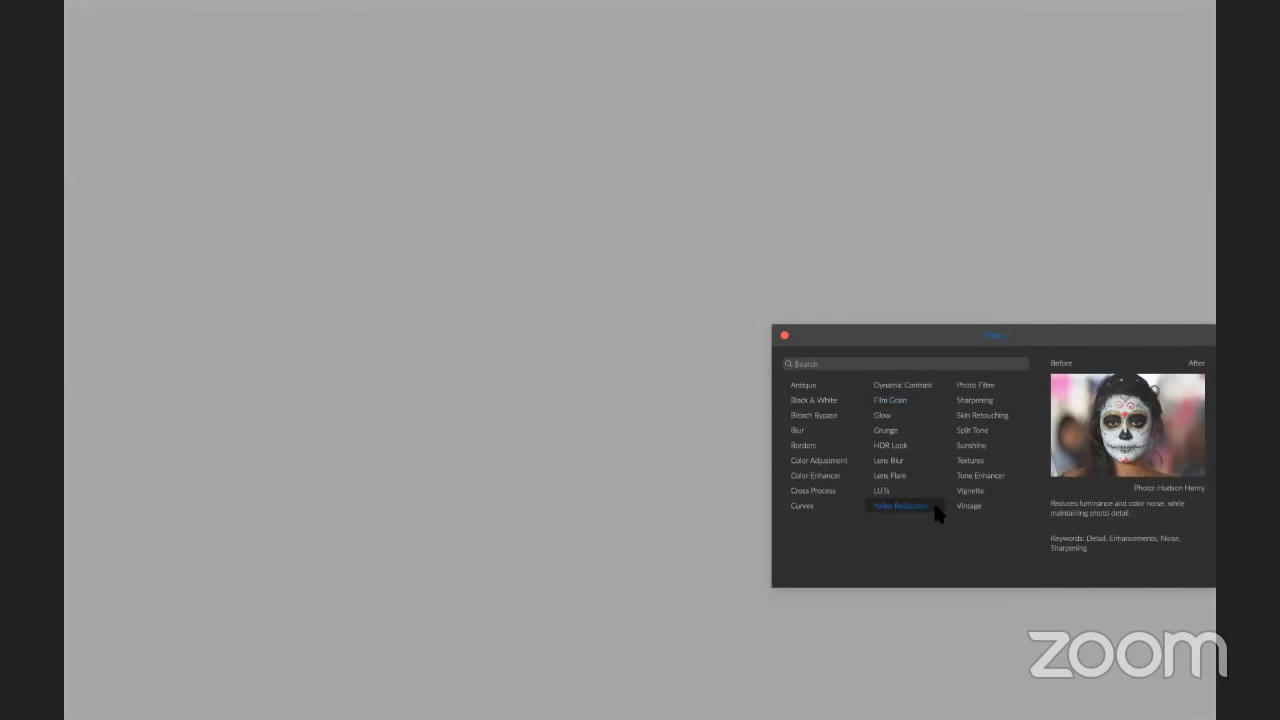 Search
Before After
Antique Dynamic Contrast Photo Filter
Black & White Film Grain Sharpening
Bleach Bypass Glow Skin Retouching
Blur Grunge Split Tone
Borders HDR Look Sunshine
Color Adjustment Lens Blur Textures
Color Enhancer Lens Flare Tone Enhancer
Cross Process LUTs Vignette
Curves Noise Reduction Vintage
Photo: Hudson Henry
Reduces luminance and color noise, while
maintaining photo detail.
Keywords: Detail, Enhancements, Noise,
Sharpening
zoom